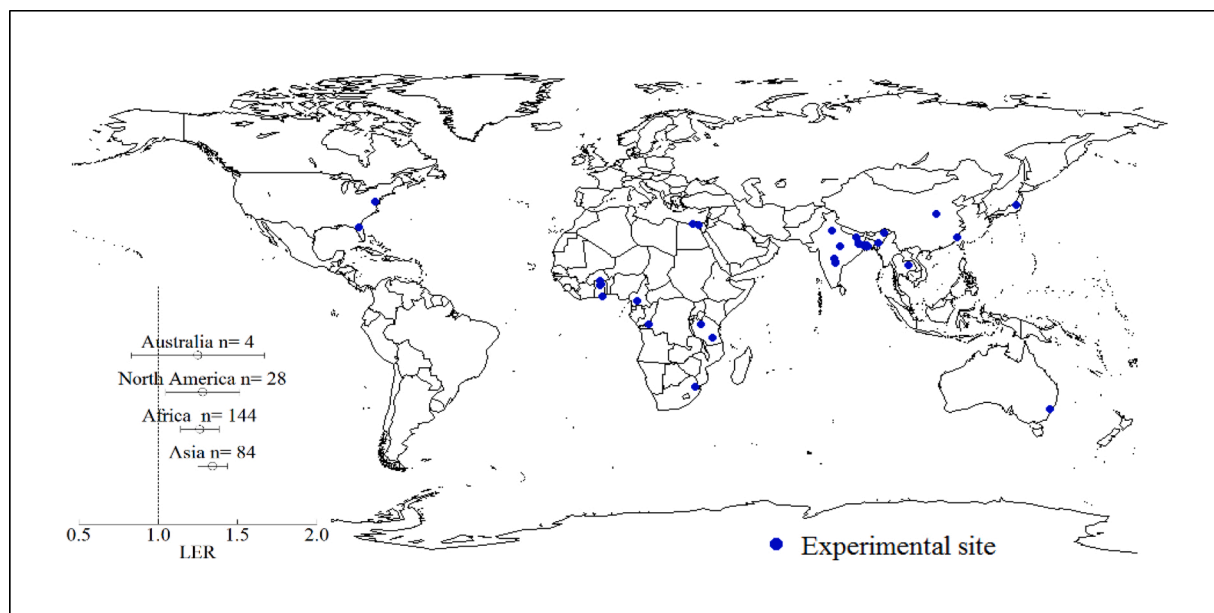 Australia n= 4
North America n= 28
Africa n= 144
Asia n= 84
0.5 1.0 1.5 2.0
LER
Experimental site